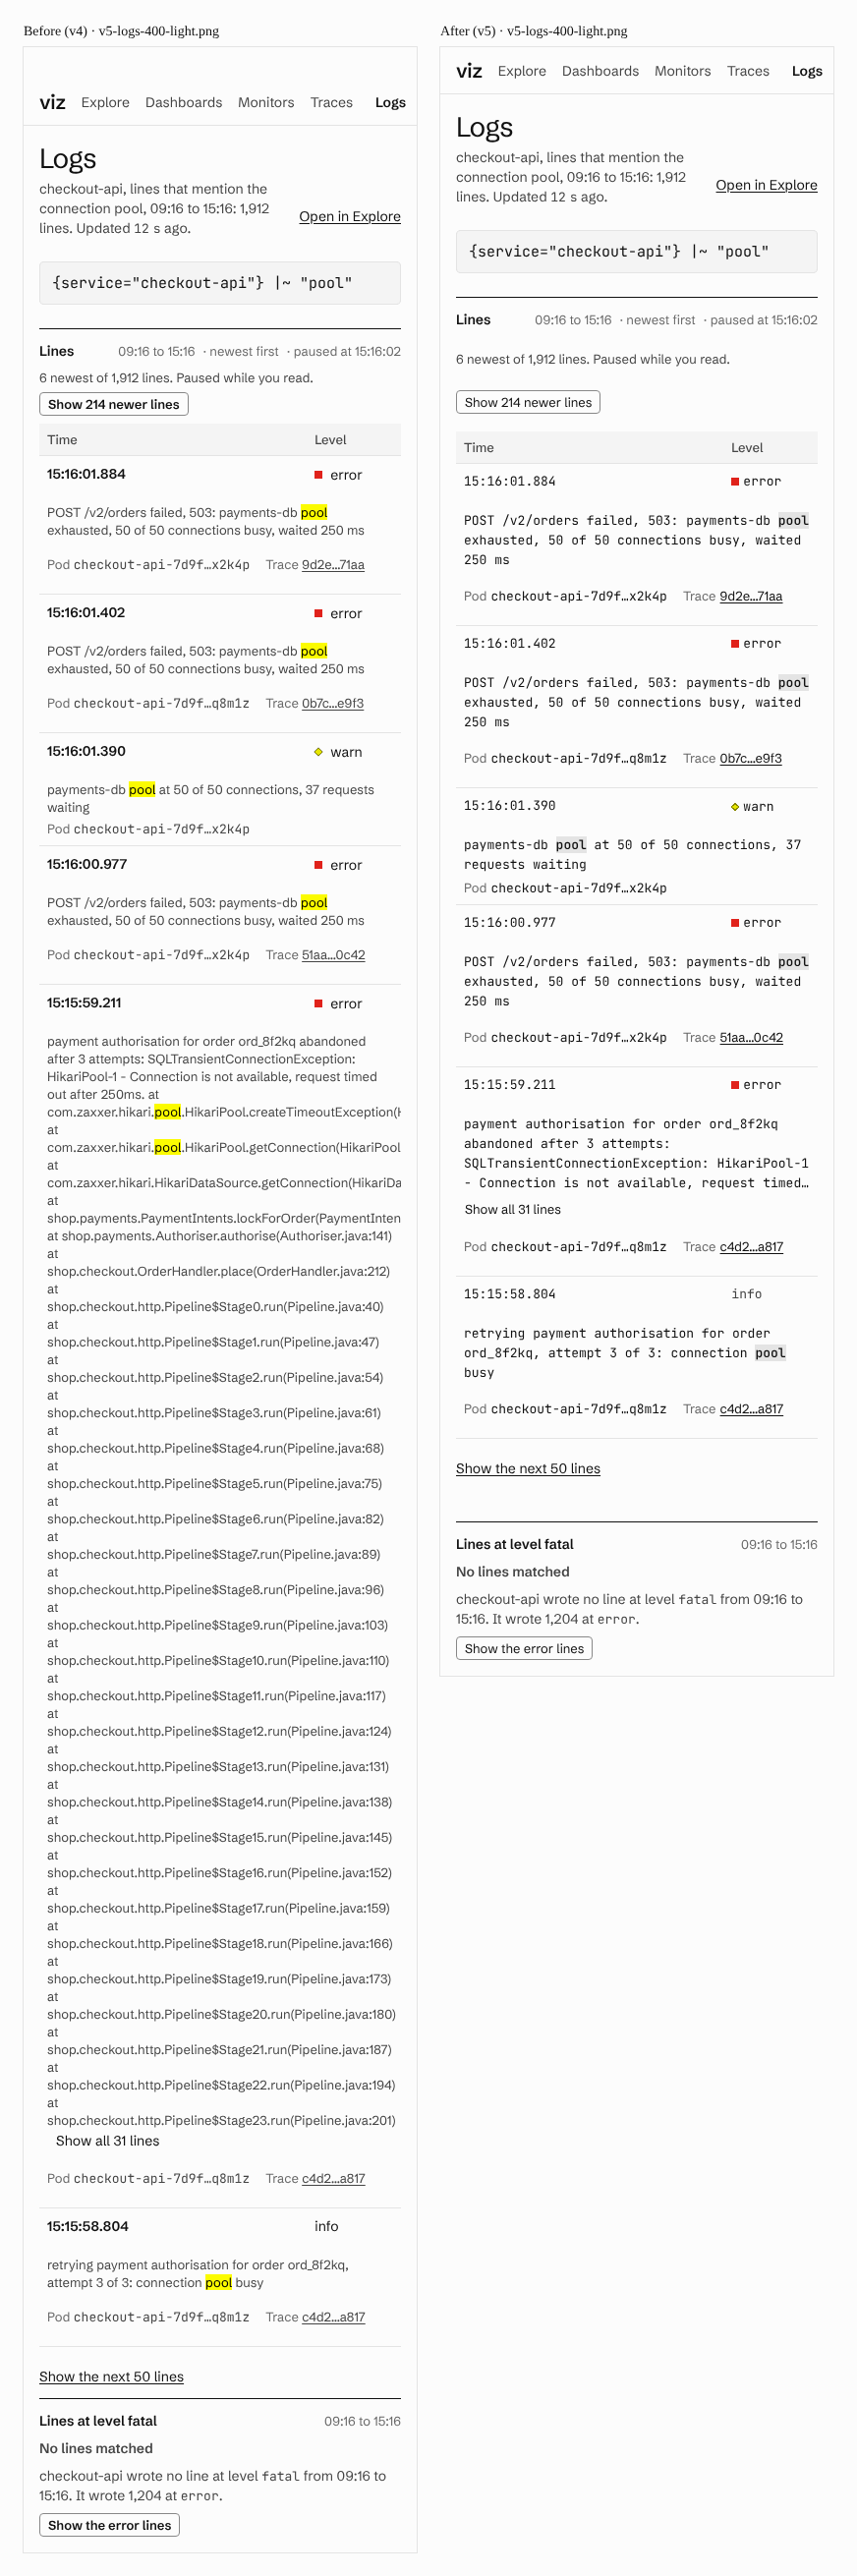 Before (v4) · v5-logs-400-light.png
viz Explore Dashboards Monitors Traces Logs
Logs
checkout-api, lines that mention the
connection pool, 09:16 to 15:16: 1,912
lines. Updated 12 s ago.
Open in Explore
{service="checkout-api"} |~ "pool"
Lines 09:16 to 15:16 · newest first · paused at 15:16:02
6 newest of 1,912 lines. Paused while you read.
Show 214 newer lines
Time Level
15:16:01.884 error
POST /v2/orders failed, 503: payments-db pool
exhausted, 50 of 50 connections busy, waited 250 ms
Pod checkout-api-7d9f…x2k4p Trace 9d2e…71aa
15:16:01.402 error
POST /v2/orders failed, 503: payments-db pool
exhausted, 50 of 50 connections busy, waited 250 ms
Pod checkout-api-7d9f…q8m1z Trace 0b7c…e9f3
15:16:01.390 warn
payments-db pool at 50 of 50 connections, 37 requests
waiting
Pod checkout-api-7d9f…x2k4p
15:16:00.977 error
POST /v2/orders failed, 503: payments-db pool
exhausted, 50 of 50 connections busy, waited 250 ms
Pod checkout-api-7d9f…x2k4p Trace 51aa…0c42
15:15:59.211 error
payment authorisation for order ord_8f2kq abandoned
after 3 attempts: SQLTransientConnectionException:
HikariPool-1 - Connection is not available, request timed
out after 250ms. at
com.zaxxer.hikari.pool.HikariPool.createTimeoutException(H
at
com.zaxxer.hikari.pool.HikariPool.getConnection(HikariPool
at
com.zaxxer.hikari.HikariDataSource.getConnection(HikariDa
at
shop.payments.PaymentIntents.lockForOrder(PaymentInten
at shop.payments.Authoriser.authorise(Authoriser.java:141)
at
shop.checkout.OrderHandler.place(OrderHandler.java:212)
at
shop.checkout.http.Pipeline$Stage0.run(Pipeline.java:40)
at
shop.checkout.http.Pipeline$Stage1.run(Pipeline.java:47)
at
shop.checkout.http.Pipeline$Stage2.run(Pipeline.java:54)
at
shop.checkout.http.Pipeline$Stage3.run(Pipeline.java:61)
at
shop.checkout.http.Pipeline$Stage4.run(Pipeline.java:68)
at
shop.checkout.http.Pipeline$Stage5.run(Pipeline.java:75)
at
shop.checkout.http.Pipeline$Stage6.run(Pipeline.java:82)
at
shop.checkout.http.Pipeline$Stage7.run(Pipeline.java:89)
at
shop.checkout.http.Pipeline$Stage8.run(Pipeline.java:96)
at
shop.checkout.http.Pipeline$Stage9.run(Pipeline.java:103)
at
shop.checkout.http.Pipeline$Stage10.run(Pipeline.java:110)
at
shop.checkout.http.Pipeline$Stage11.run(Pipeline.java:117)
at
shop.checkout.http.Pipeline$Stage12.run(Pipeline.java:124)
at
shop.checkout.http.Pipeline$Stage13.run(Pipeline.java:131)
at
shop.checkout.http.Pipeline$Stage14.run(Pipeline.java:138)
at
shop.checkout.http.Pipeline$Stage15.run(Pipeline.java:145)
at
shop.checkout.http.Pipeline$Stage16.run(Pipeline.java:152)
at
shop.checkout.http.Pipeline$Stage17.run(Pipeline.java:159)
at
shop.checkout.http.Pipeline$Stage18.run(Pipeline.java:166)
at
shop.checkout.http.Pipeline$Stage19.run(Pipeline.java:173)
at
shop.checkout.http.Pipeline$Stage20.run(Pipeline.java:180)
at
shop.checkout.http.Pipeline$Stage21.run(Pipeline.java:187)
at
shop.checkout.http.Pipeline$Stage22.run(Pipeline.java:194)
at
shop.checkout.http.Pipeline$Stage23.run(Pipeline.java:201)
Show all 31 lines
Pod checkout-api-7d9f…q8m1z Trace c4d2…a817
15:15:58.804 info
retrying payment authorisation for order ord_8f2kq,
attempt 3 of 3: connection pool busy
Pod checkout-api-7d9f…q8m1z Trace c4d2…a817
Show the next 50 lines
Lines at level fatal 09:16 to 15:16
No lines matched
checkout-api wrote no line at level fatal from 09:16 to
15:16. It wrote 1,204 at error.
Show the error lines
After (v5) · v5-logs-400-light.png
viz Explore Dashboards Monitors Traces Logs
Logs
checkout-api, lines that mention the
connection pool, 09:16 to 15:16: 1,912
lines. Updated 12 s ago.
Open in Explore
{service="checkout-api"} |~ "pool"
Lines 09:16 to 15:16 · newest first · paused at 15:16:02
6 newest of 1,912 lines. Paused while you read.
Show 214 newer lines
Time Level
15:16:01.884 error
POST /v2/orders failed, 503: payments-db pool
exhausted, 50 of 50 connections busy, waited
250 ms
Pod checkout-api-7d9f…x2k4p Trace 9d2e…71aa
15:16:01.402 error
POST /v2/orders failed, 503: payments-db pool
exhausted, 50 of 50 connections busy, waited
250 ms
Pod checkout-api-7d9f…q8m1z Trace 0b7c…e9f3
15:16:01.390 warn
payments-db pool at 50 of 50 connections, 37
requests waiting
Pod checkout-api-7d9f…x2k4p
15:16:00.977 error
POST /v2/orders failed, 503: payments-db pool
exhausted, 50 of 50 connections busy, waited
250 ms
Pod checkout-api-7d9f…x2k4p Trace 51aa…0c42
15:15:59.211 error
payment authorisation for order ord_8f2kq
abandoned after 3 attempts:
SQLTransientConnectionException: HikariPool-1
- Connection is not available, request timed…
Show all 31 lines
Pod checkout-api-7d9f…q8m1z Trace c4d2…a817
15:15:58.804 info
retrying payment authorisation for order
ord_8f2kq, attempt 3 of 3: connection pool
busy
Pod checkout-api-7d9f…q8m1z Trace c4d2…a817
Show the next 50 lines
Lines at level fatal 09:16 to 15:16
No lines matched
checkout-api wrote no line at level fatal from 09:16 to
15:16. It wrote 1,204 at error.
Show the error lines